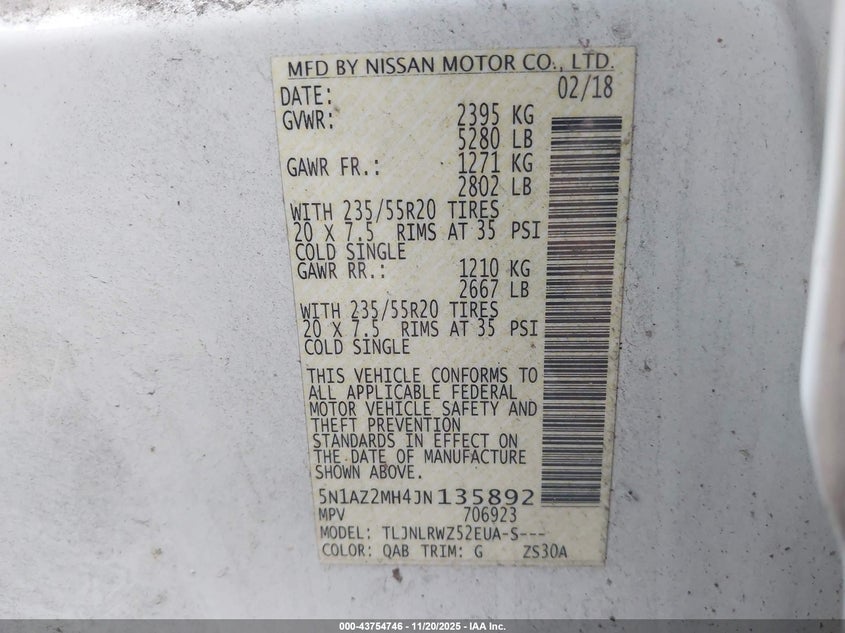 MFD BY NISSAN MOTOR CO., LTD.
DATE: 02/18
GVWR: 2395 KG
5280 LB
GAWR FR.: 1271 KG
2802 LB
WITH 235/55R20 TIRES
20 X 7.5 RIMS AT 35 PSI
COLD SINGLE
GAWR RR.: 1210 KG
2667 LB
WITH 235/55R20 TIRES
20 X 7.5 RIMS AT 35 PSI
COLD SINGLE
THIS VEHICLE CONFORMS TO
ALL APPLICABLE FEDERAL
MOTOR VEHICLE SAFETY AND
THEFT PREVENTION
STANDARDS IN EFFECT ON
THE DATE OF MANUFACTURE
SHOWN ABOVE.
5N1AZ2MH4JN135892
MPV 706923
MODEL: TLJNLRWZ52EUA-S---
COLOR: QAB TRIM: G ZS30A
000-43754746 - 11/20/2025 - IAA Inc.